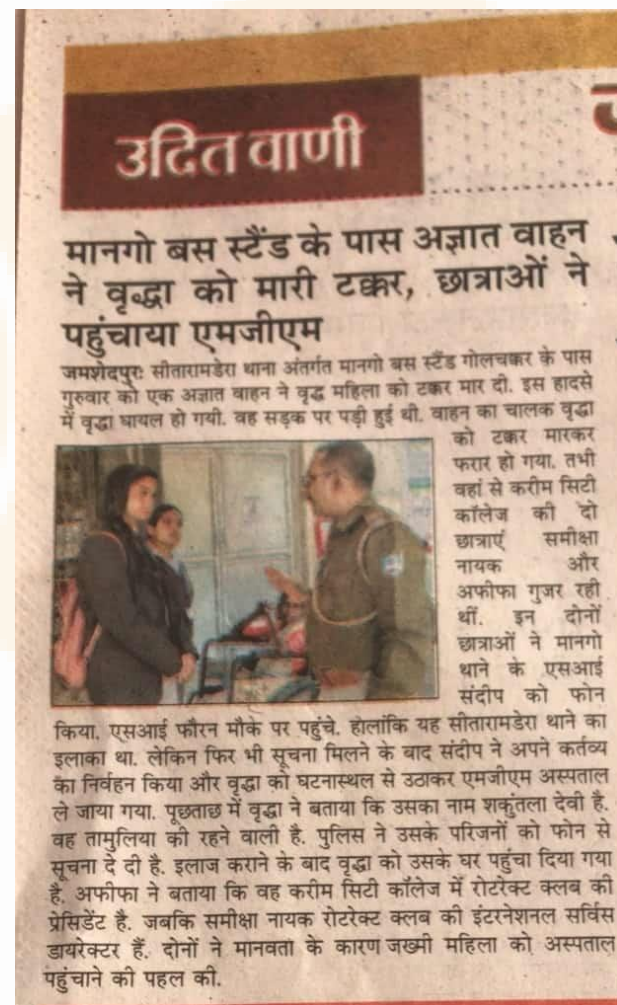 उदित वाणी
मानगो बस स्टैंड के पास अज्ञात वाहन
ने वृद्धा को मारी टक्कर, छात्राओं ने
पहुंचाया एमजीएम
जमशेदपुरः सीतारामडेरा थाना अंतर्गत मानगो बस स्टैंड गोलचक्कर के पास
गुरुवार को एक अज्ञात वाहन ने वृद्ध महिला को टक्कर मार दी. इस हादसे
में वृद्धा घायल हो गयी. वह सड़क पर पड़ी हुई थी. वाहन का चालक वृद्धा
को टक्कर मारकर
फरार हो गया. तभी
वहां से करीम सिटी
कॉलेज की दो
छात्राएं समीक्षा
नायक और
अफीफा गुजर रही
थीं. इन दोनों
छात्राओं ने मानगो
थाने के एसआई
संदीप को फोन
किया. एसआई फौरन मौके पर पहुंचे. हालांकि यह सीतारामडेरा थाने का
इलाका था. लेकिन फिर भी सूचना मिलने के बाद संदीप ने अपने कर्तव्य
का निर्वहन किया और वृद्धा को घटनास्थल से उठाकर एमजीएम अस्पताल
ले जाया गया. पूछताछ में वृद्धा ने बताया कि उसका नाम शकुंतला देवी है.
वह तामुलिया की रहने वाली है. पुलिस ने उसके परिजनों को फोन से
सूचना दे दी है. इलाज कराने के बाद वृद्धा को उसके घर पहुंचा दिया गया
है. अफीफा ने बताया कि वह करीम सिटी कॉलेज में रोटरेक्ट क्लब की
प्रेसिडेंट है. जबकि समीक्षा नायक रोटरेक्ट क्लब की इंटरनेशनल सर्विस
डायरेक्टर हैं. दोनों ने मानवता के कारण जख्मी महिला को अस्पताल
पहुंचाने की पहल की.